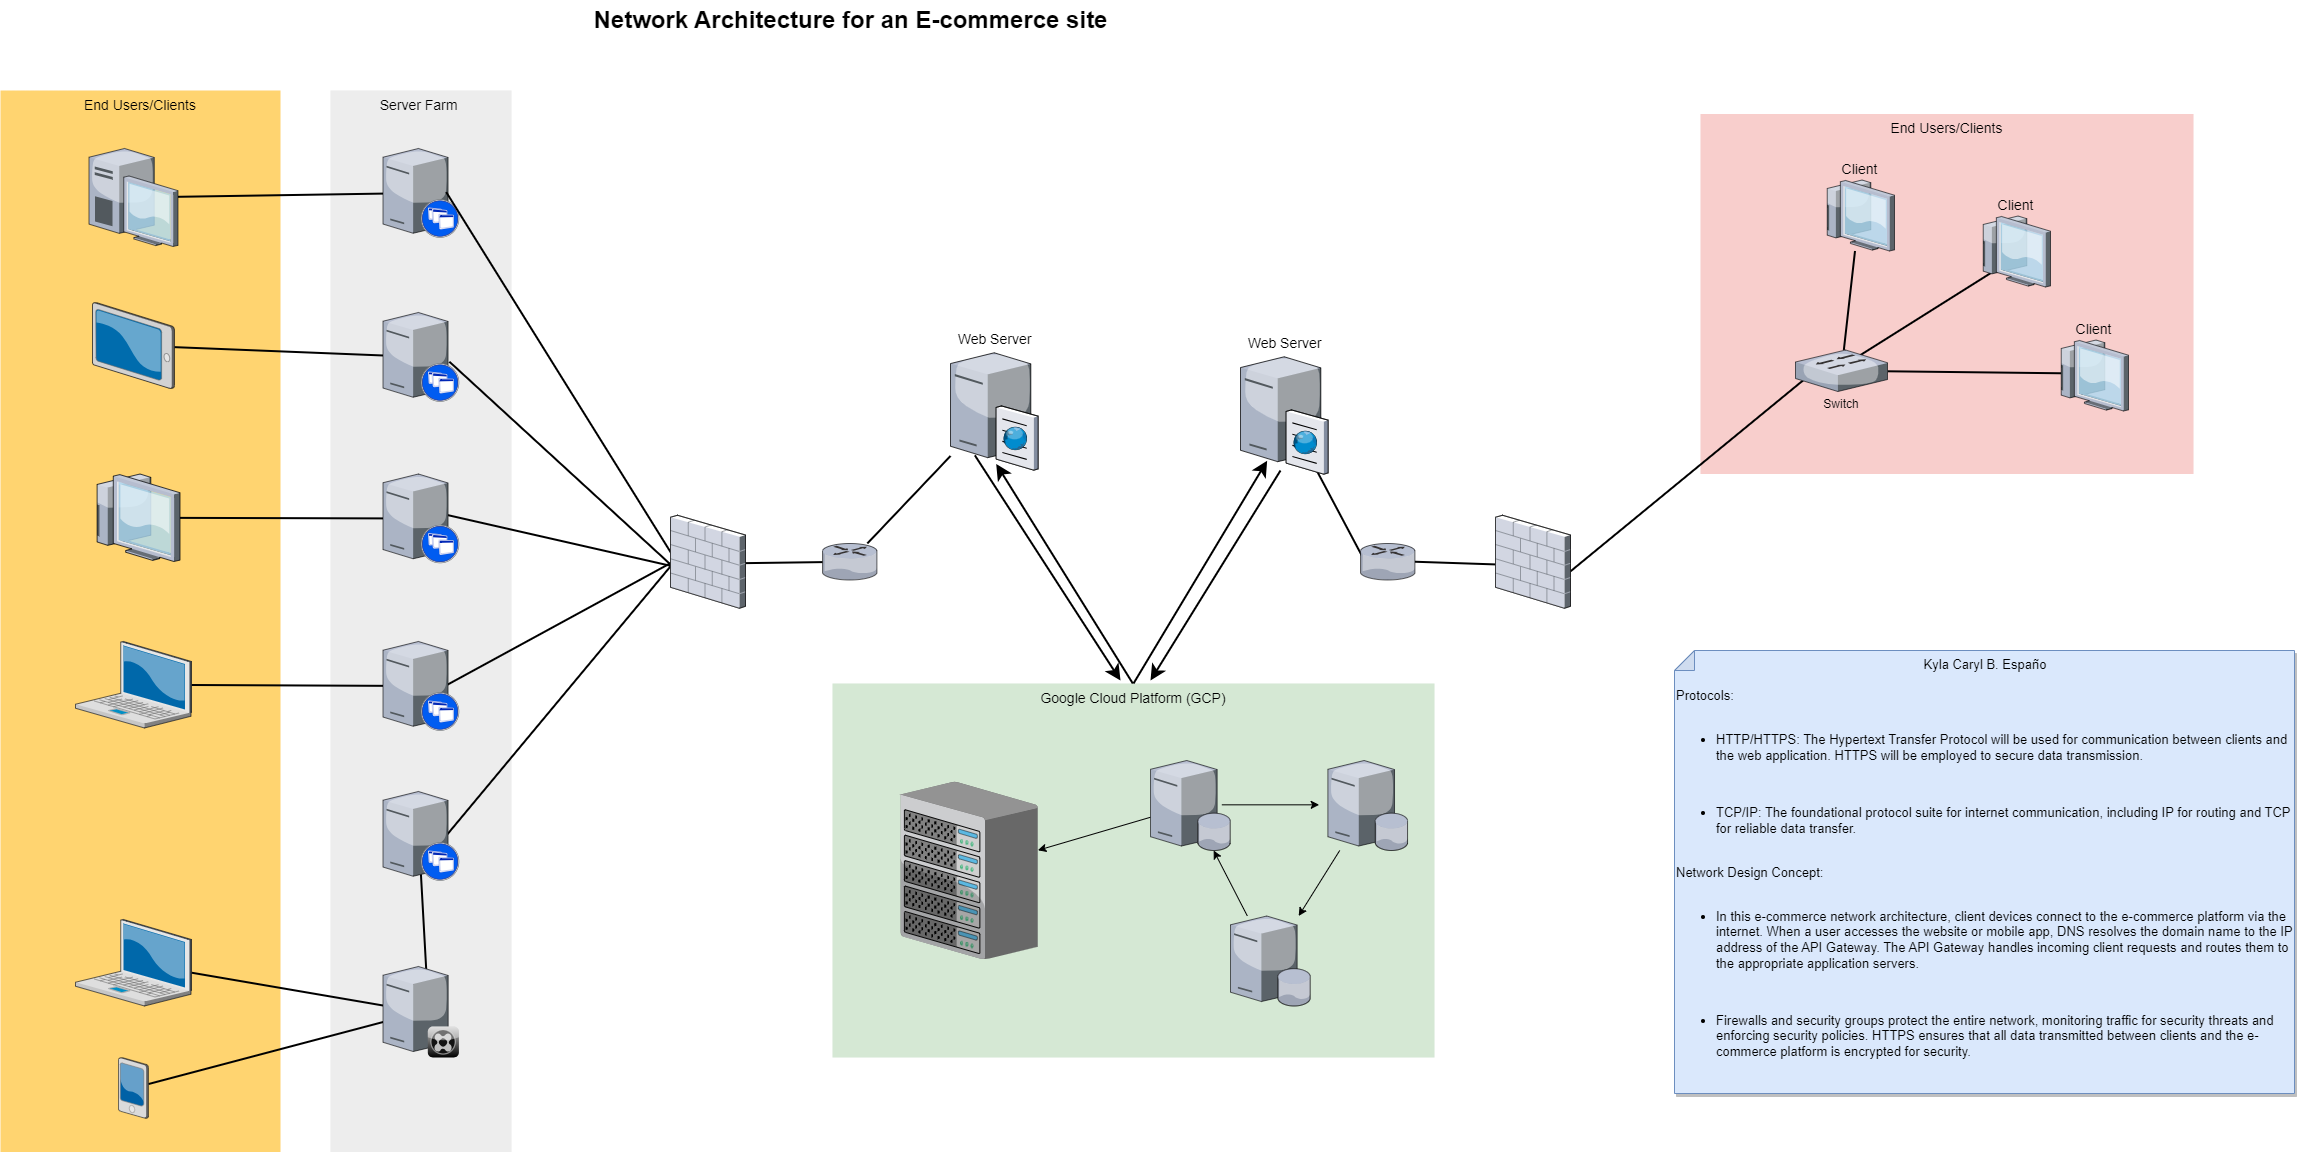 Network Architecture for an E-commerce site
End Users/Clients
Server Farm
End Users/Clients
Client
Client
Client
Switch
Web Server
Web Server
Google Cloud Platform (GCP)
Kyla Caryl B. Españo
Protocols:
• HTTP/HTTPS: The Hypertext Transfer Protocol will be used for communication between clients and
the web application. HTTPS will be employed to secure data transmission.
• TCP/IP: The foundational protocol suite for internet communication, including IP for routing and TCP
for reliable data transfer.
Network Design Concept:
• In this e-commerce network architecture, client devices connect to the e-commerce platform via the
internet. When a user accesses the website or mobile app, DNS resolves the domain name to the IP
address of the API Gateway. The API Gateway handles incoming client requests and routes them to
the appropriate application servers.
• Firewalls and security groups protect the entire network, monitoring traffic for security threats and
enforcing security policies. HTTPS ensures that all data transmitted between clients and the e-
commerce platform is encrypted for security.